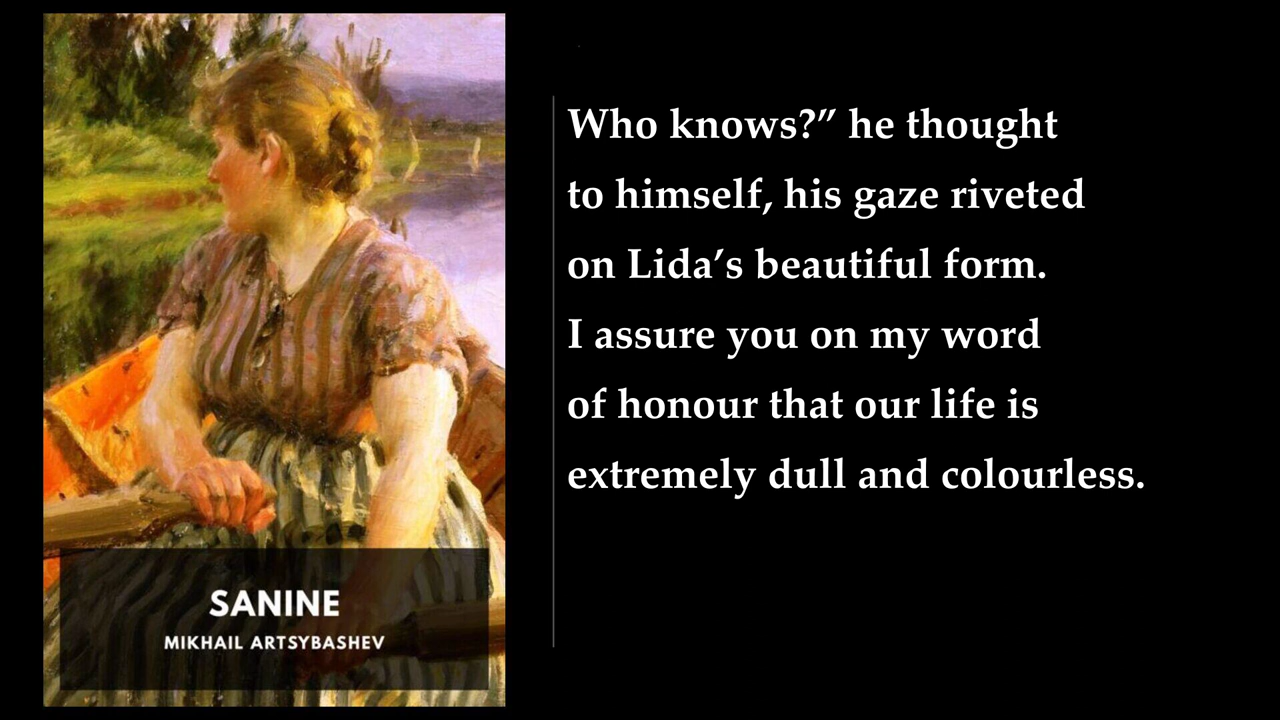 Who knows?” he thought
to himself, his gaze riveted
on Lida’s beautiful form.
I assure you on my word
of honour that our life is
extremely dull and colourless.
SANINE
MIKHAIL ARTSYBASHEV